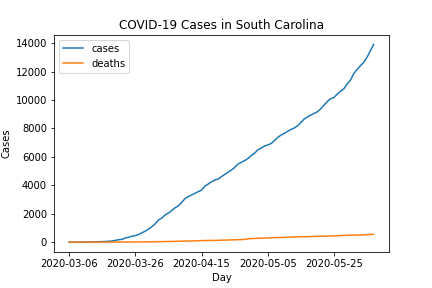 COVID-19 Cases in South Carolina
cases
deaths
14000
12000
10000
8000
6000
4000
2000
0
Cases
2020-03-06 2020-03-26 2020-04-15 2020-05-05 2020-05-25
Day